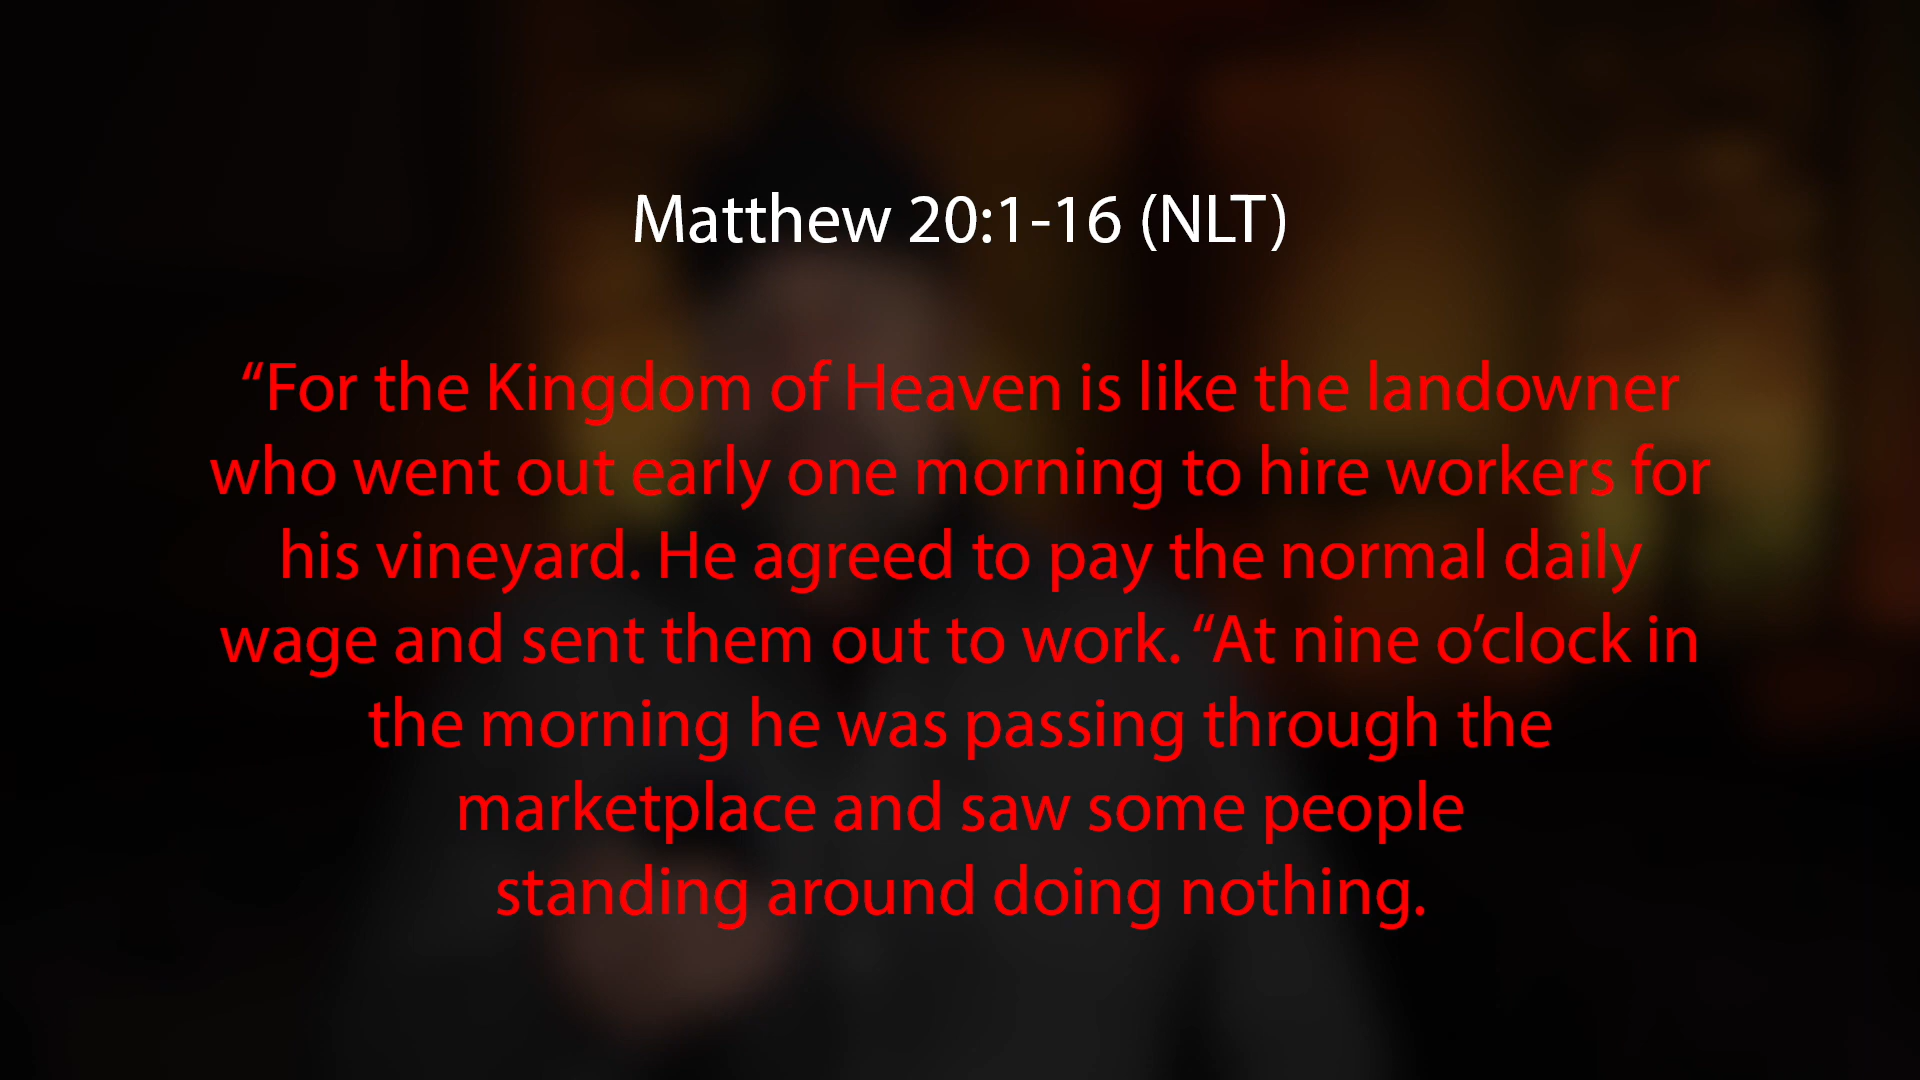 Matthew 20:1-16 (NLT)
“For the Kingdom of Heaven is like the landowner
who went out early one morning to hire workers for
his vineyard. He agreed to pay the normal daily
wage and sent them out to work. “At nine o’clock in
the morning he was passing through the
marketplace and saw some people
standing around doing nothing.